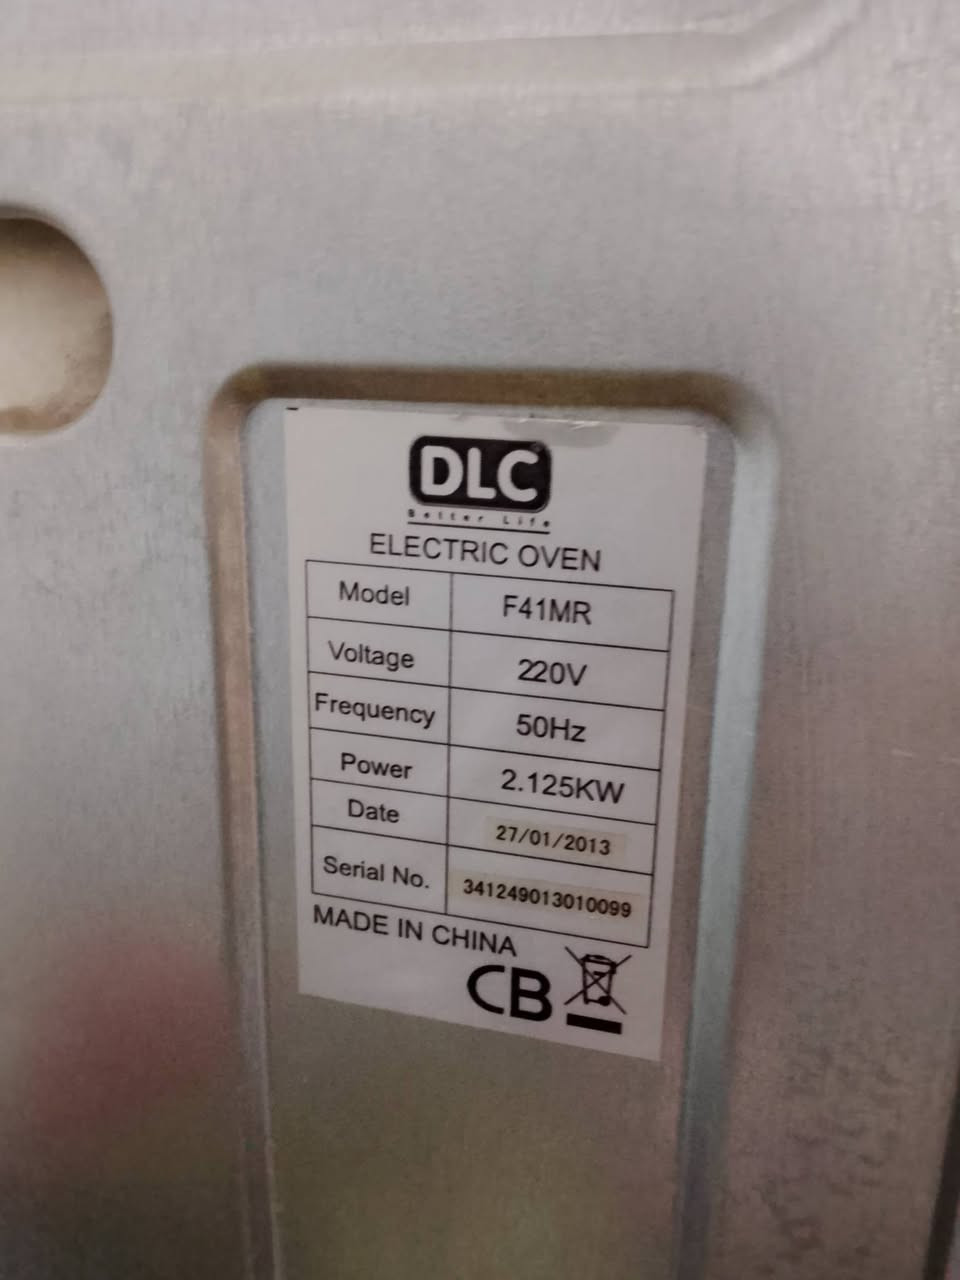 DLC
Better Life
ELECTRIC OVEN
Model F41MR
Voltage 220V
Frequency 50Hz
Power 2.125KW
Date 27/01/2013
Serial No. 341249013010099
MADE IN CHINA
CB